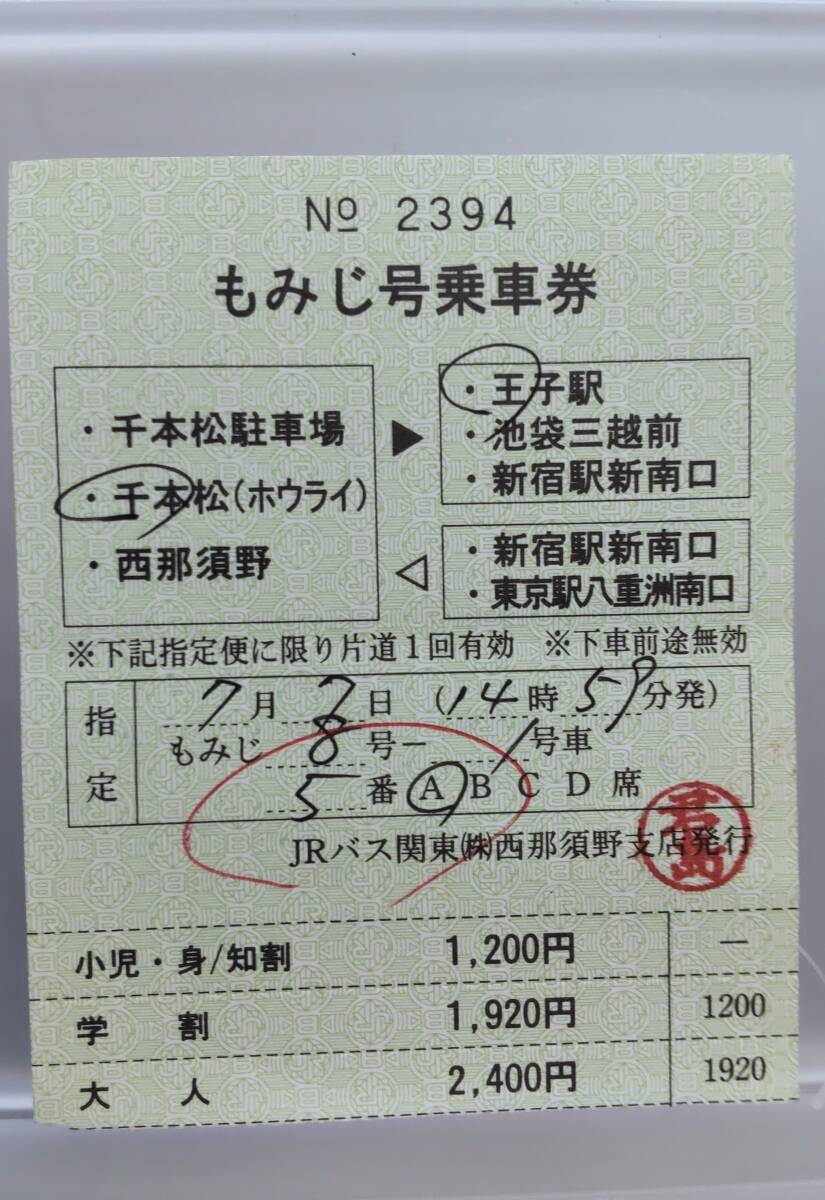 № 2394
もみじ号乗車券
・千本松駐車場
・千本松(ホウライ)
・西那須野
▶
◁
・王子駅
・池袋三越前
・新宿駅新南口
・新宿駅新南口
・東京駅八重洲南口
※下記指定便に限り片道1回有効 ※下車前途無効
指定
7月7日 (14時59分発)
もみじ8号－1号車
5番 A B C D 席
JRバス関東㈱西那須野支店発行
小児・身/知割 1,200円 —
学 割 1,920円 1200
大 人 2,400円 1920